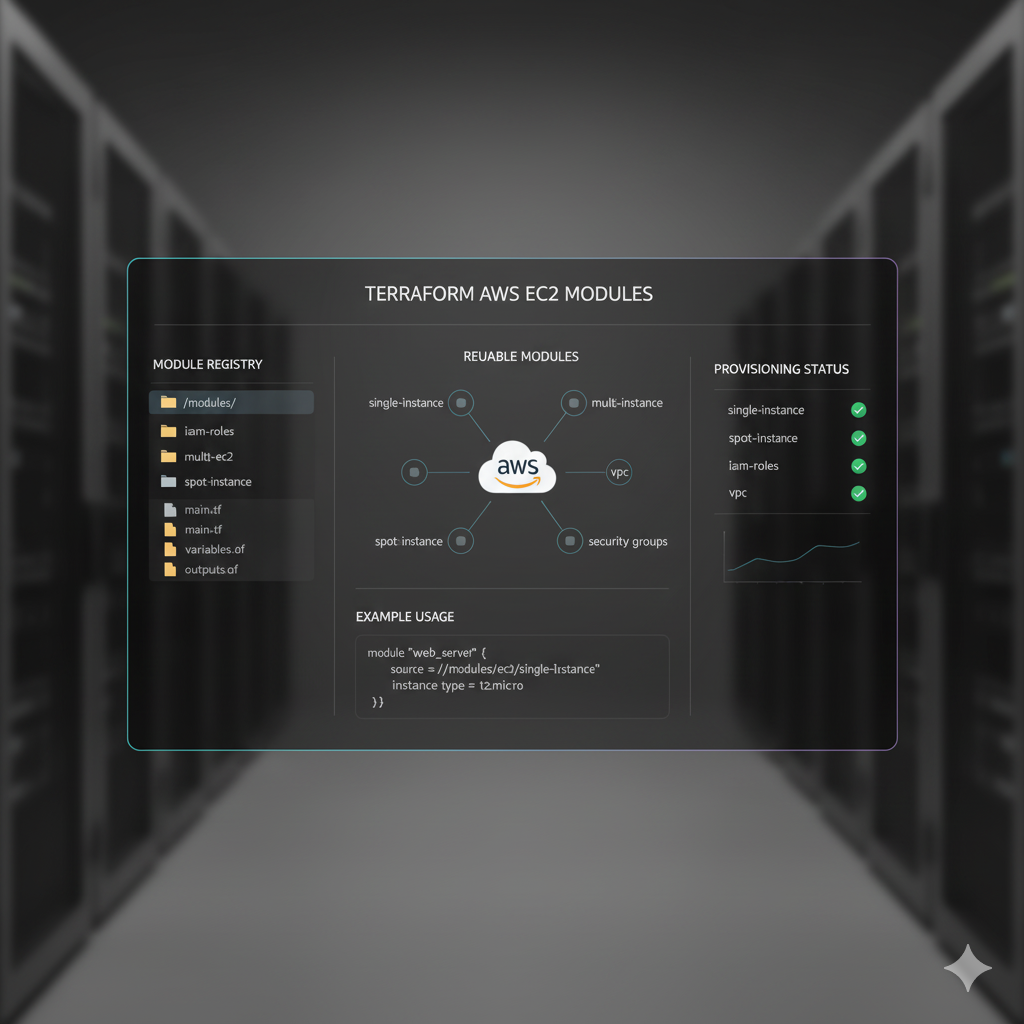 TERRAFORM AWS EC2 MODULES
MODULE REGISTRY
/modules/
iam-roles
multi-ec2
spot-instance
main.tf
main-tf
variables.of
outputs.of
REUABLE MODULES
single-instance
mult-instance
aws
vpc
spot instance
security groups
EXAMPLE USAGE
module "web_server" {
source = //modules/ec2/single-Instance"
instance type = t2.micro
}}
PROVISIONING STATUS
single-instance
spot-instance
iam-roles
vpc